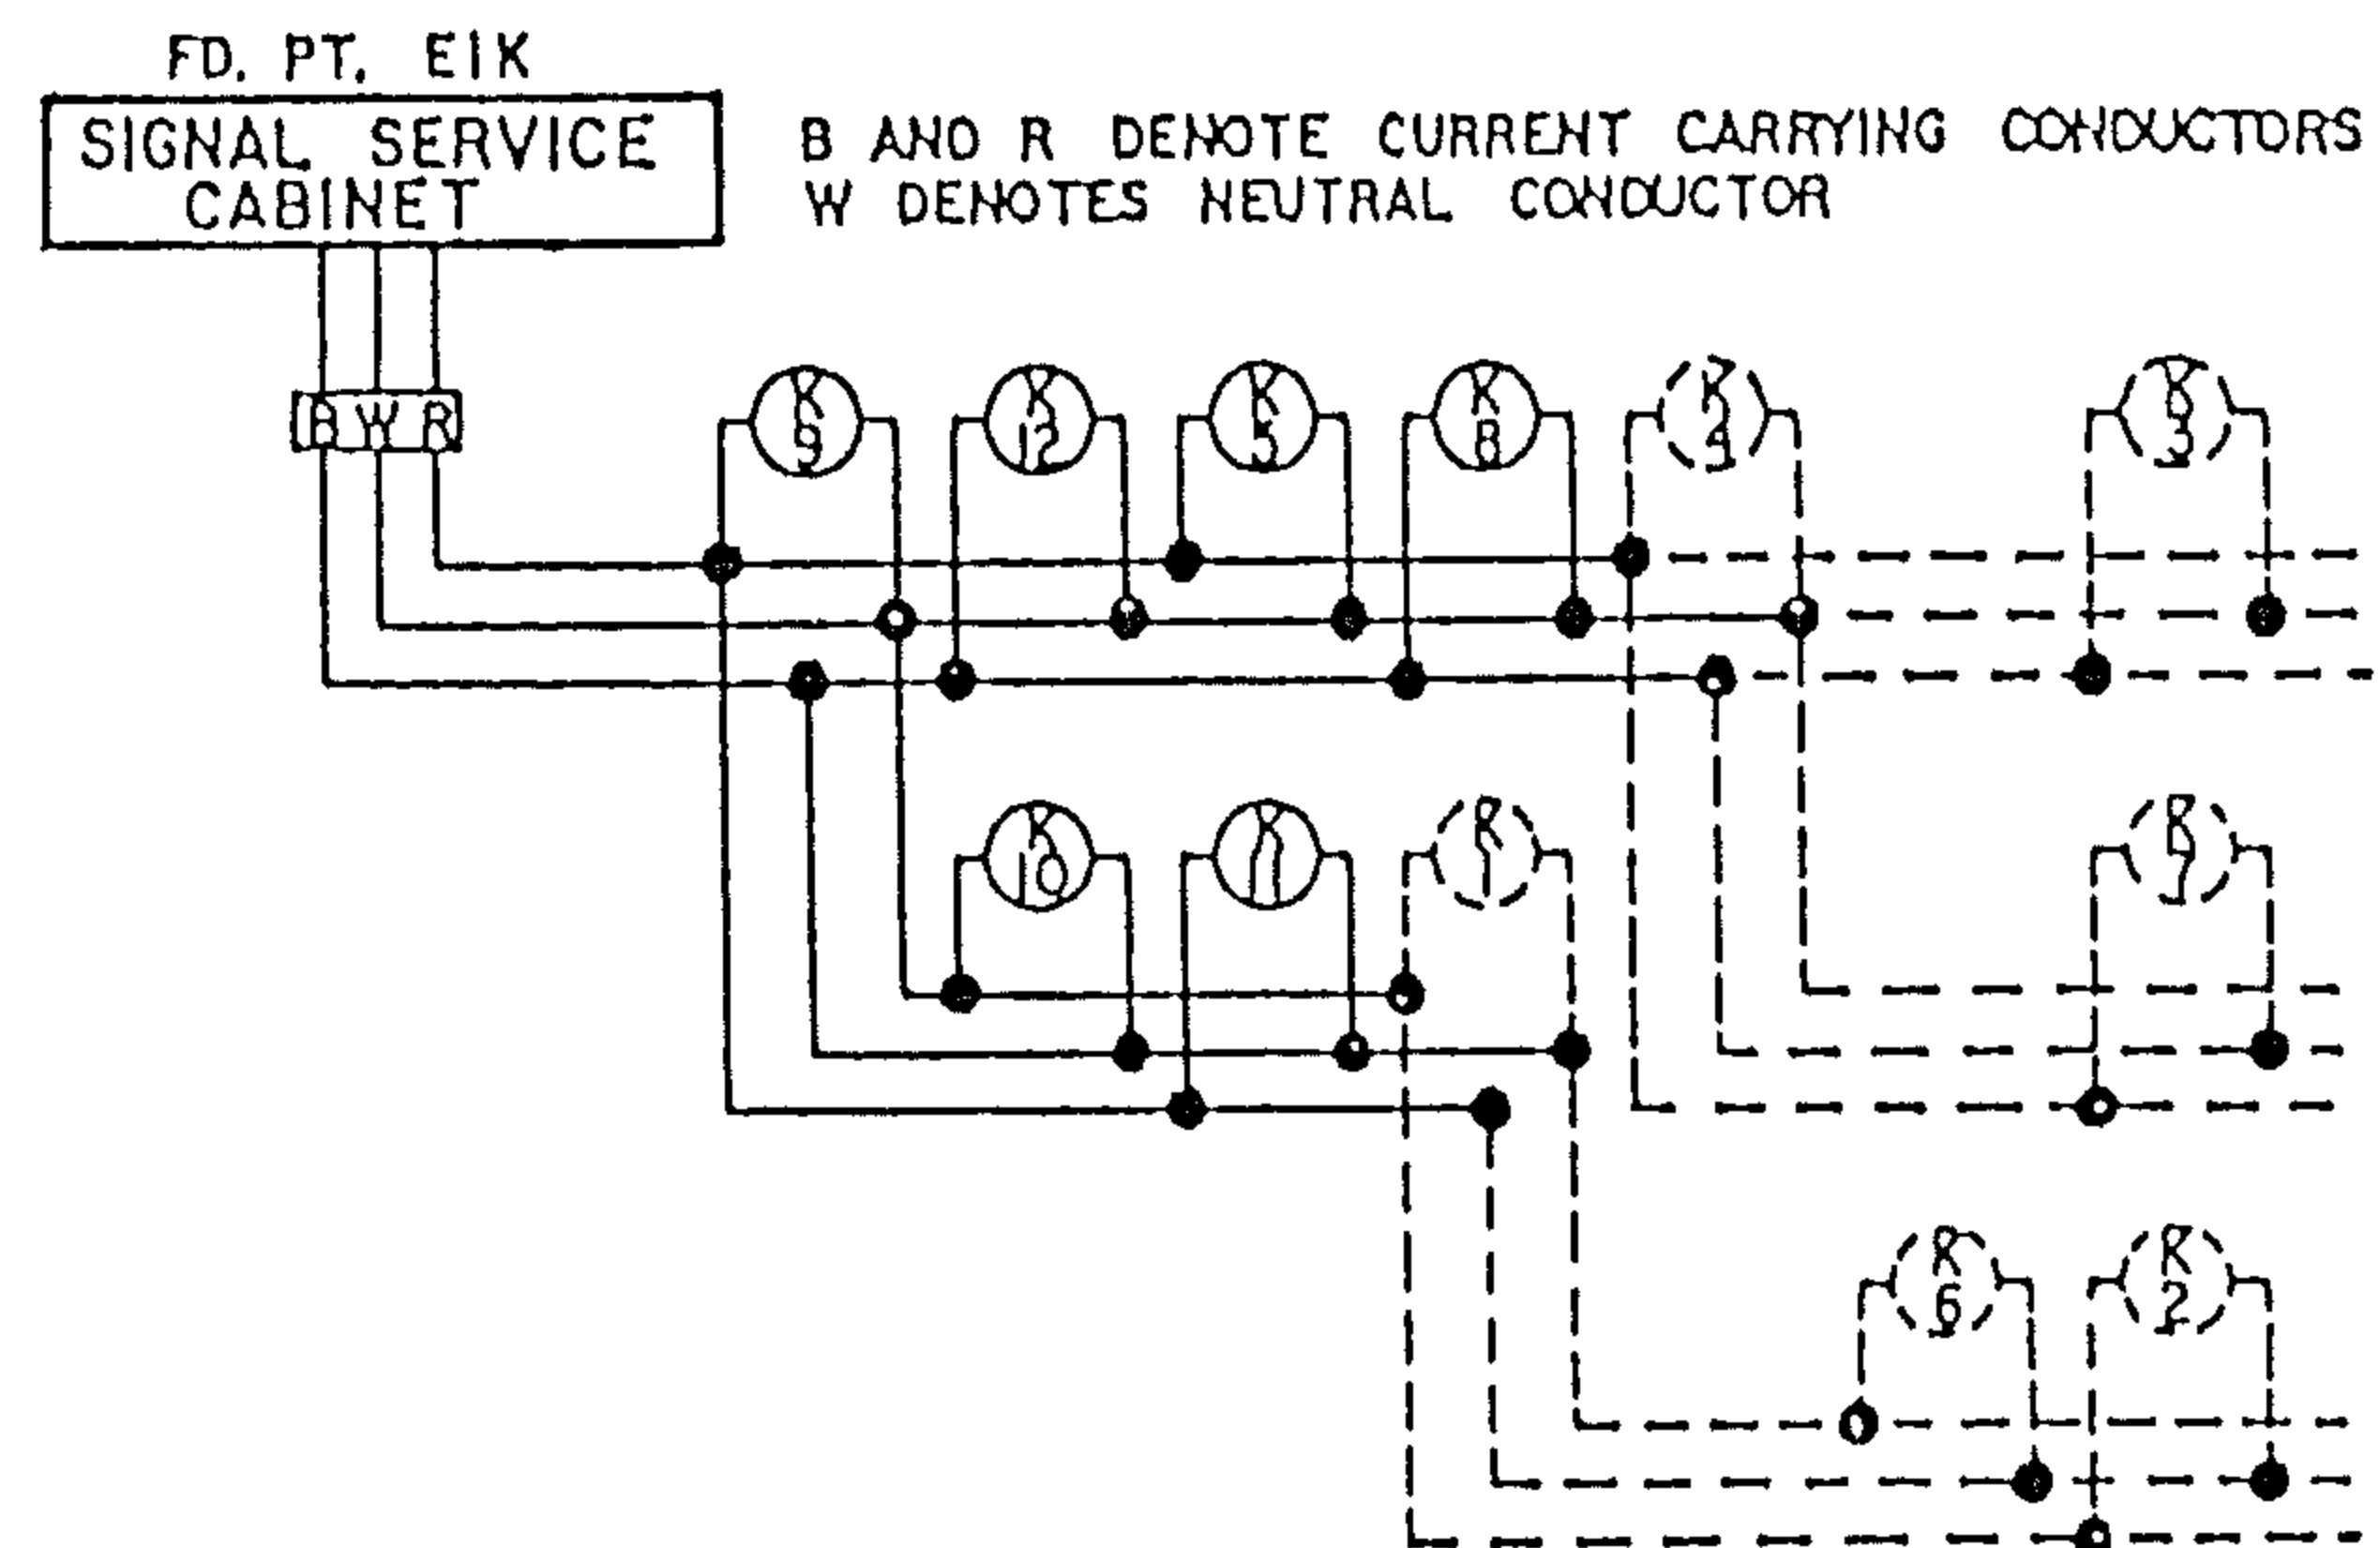 FD. PT. E1K
SIGNAL SERVICE
CABINET
B AND R DENOTE CURRENT CARRYING CONDUCTORS
W DENOTES NEUTRAL CONDUCTOR
B W R
K
9
K
12
K
5
K
8
K
4
K
3
K
10
K
11
K
1
K
7
K
6
K
2